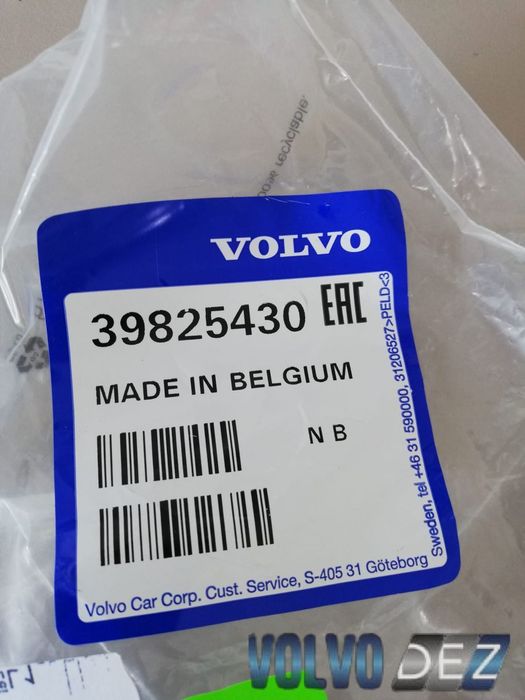 recyclable.
VOLVO
39825430 EAC
MADE IN BELGIUM
N B
Volvo Car Corp. Cust. Service, S-405 31 Göteborg
Sweden, tel +46 31 590000, 31206527>PELD<3
VOLVO DEZ